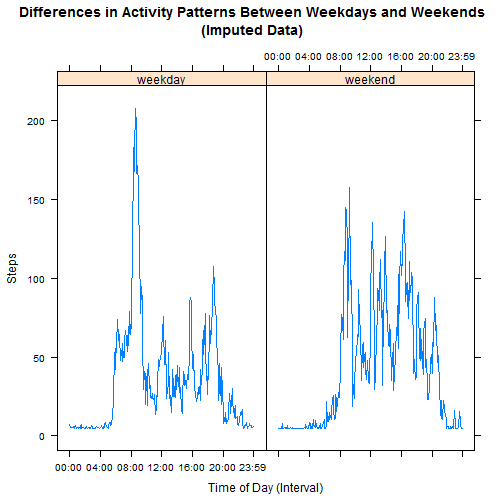 Differences in Activity Patterns Between Weekdays and Weekends
(Imputed Data)
00:00 04:00 08:00 12:00 16:00 20:00 23:59
weekday
weekend
200
150
100
50
0
Steps
00:00 04:00 08:00 12:00 16:00 20:00 23:59
Time of Day (Interval)